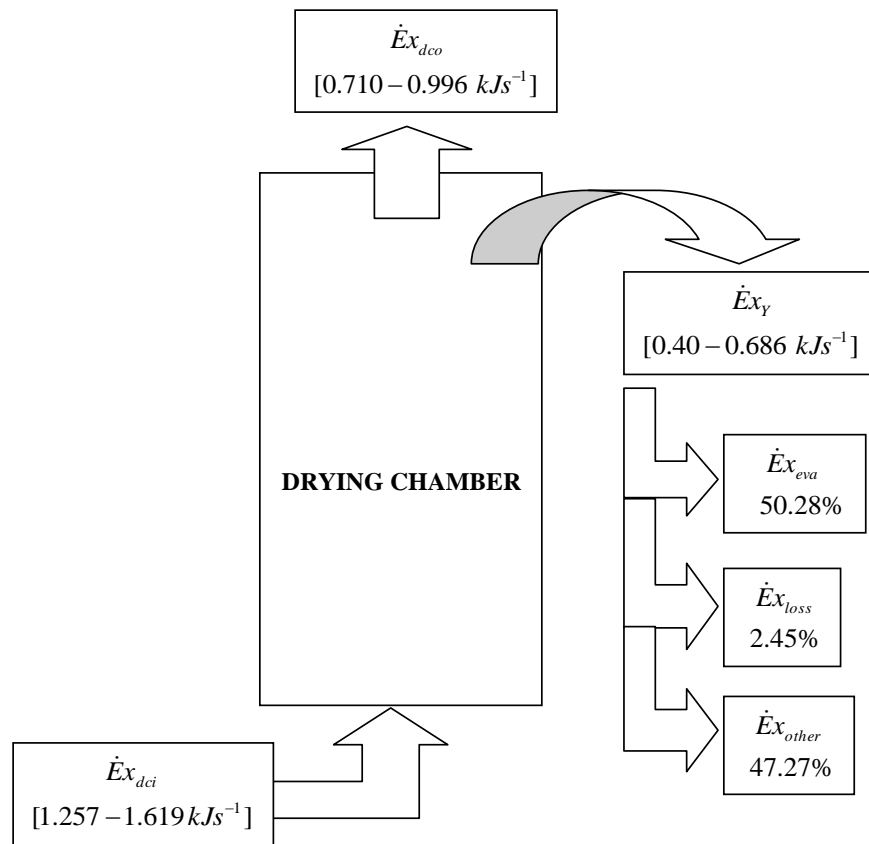 Ėx_dco
[0.710 – 0.996 kJs⁻¹]
Ėx_Y
[0.40 – 0.686 kJs⁻¹]
DRYING CHAMBER
Ėx_eva
50.28%
Ėx_loss
2.45%
Ėx_other
47.27%
Ėx_dci
[1.257 – 1.619 kJs⁻¹]